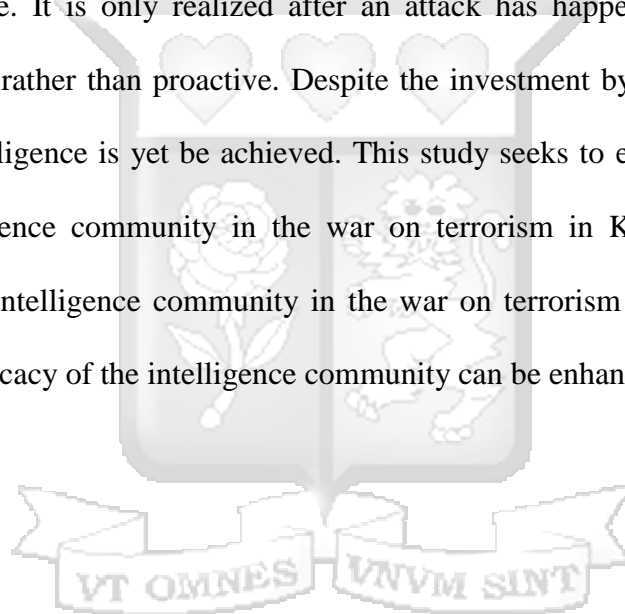 e. It is only realized after an attack has happe
rather than proactive. Despite the investment by
ligence is yet be achieved. This study seeks to e
ence community in the war on terrorism in K
intelligence community in the war on terrorism
cacy of the intelligence community can be enhan
VT OMNES VNVM SINT